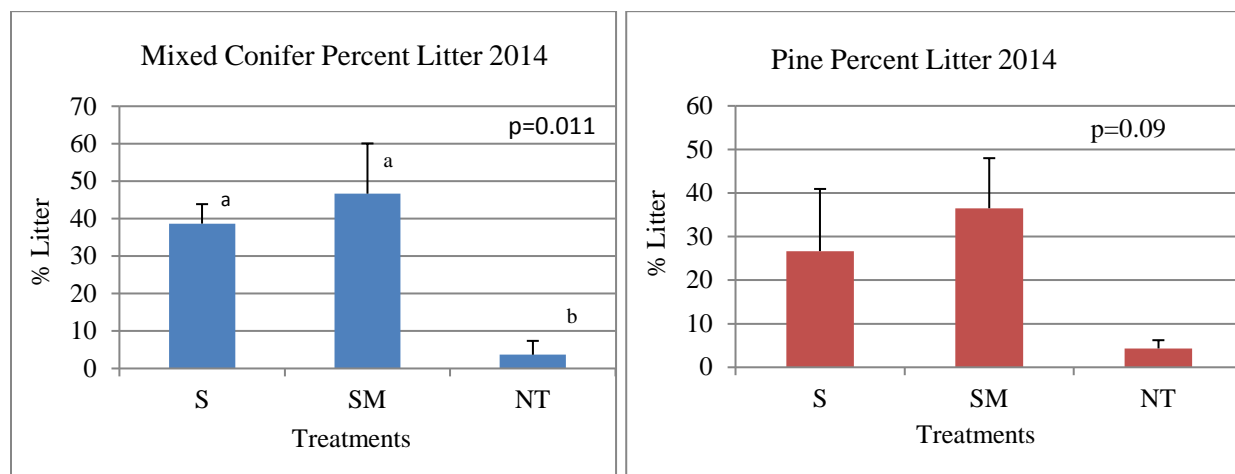 Mixed Conifer Percent Litter 2014
p=0.011
70
60
50
40
30
20
10
0
% Litter
a
a
b
S SM NT
Treatments
Pine Percent Litter 2014
p=0.09
60
50
40
30
20
10
0
% Litter
S SM NT
Treatments